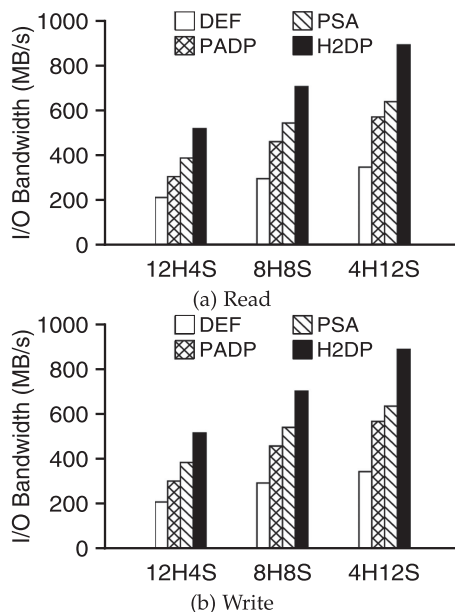 1000
800
600
400
200
0
I/O Bandwidth (MB/s)
DEF PSA
PADP H2DP
12H4S 8H8S 4H12S
(a) Read
1000
800
600
400
200
0
I/O Bandwidth (MB/s)
DEF PSA
PADP H2DP
12H4S 8H8S 4H12S
(b) Write